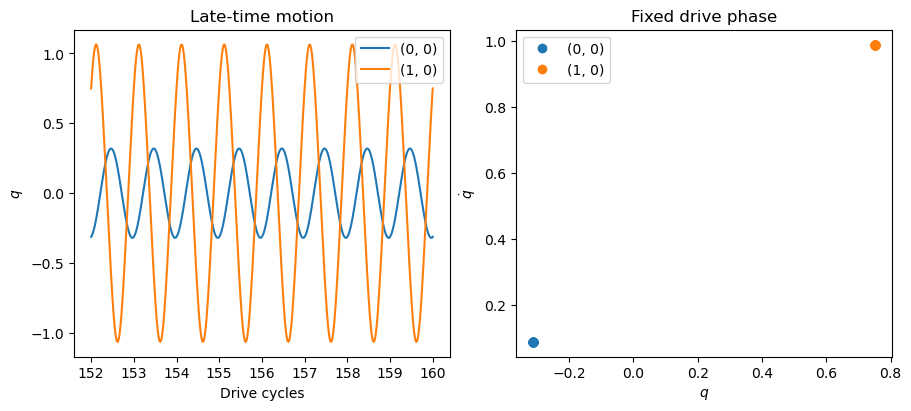 Late-time motion
(0, 0)
(1, 0)
1.0
0.5
0.0
−0.5
−1.0
q
152 153 154 155 156 157 158 159 160
Drive cycles
Fixed drive phase
(0, 0)
(1, 0)
1.0
0.8
0.6
0.4
0.2
q̇
−0.2 0.0 0.2 0.4 0.6 0.8
q